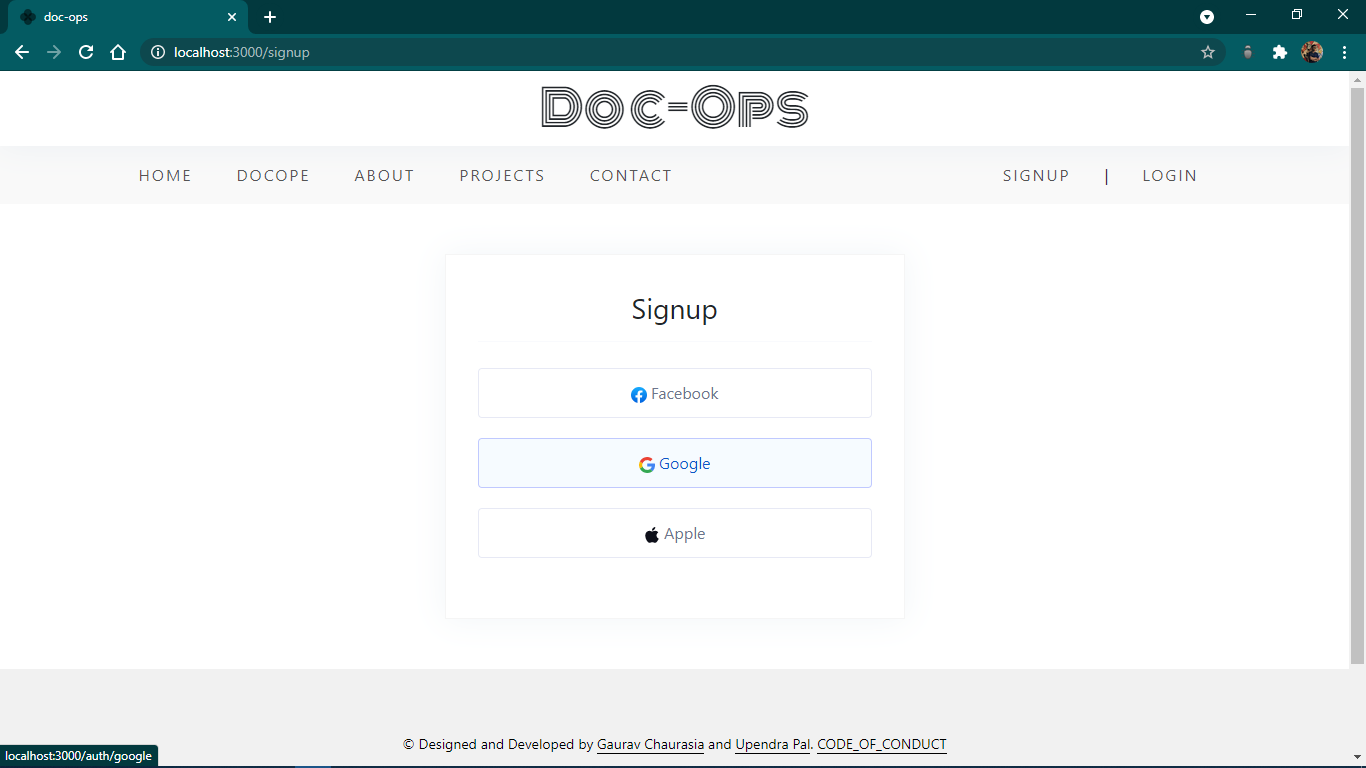 doc-ops
localhost:3000/signup
Doc-Ops
HOME DOCOPE ABOUT PROJECTS CONTACT SIGNUP | LOGIN
Signup
Facebook
Google
Apple
© Designed and Developed by Gaurav Chaurasia and Upendra Pal. CODE_OF_CONDUCT
localhost:3000/auth/google